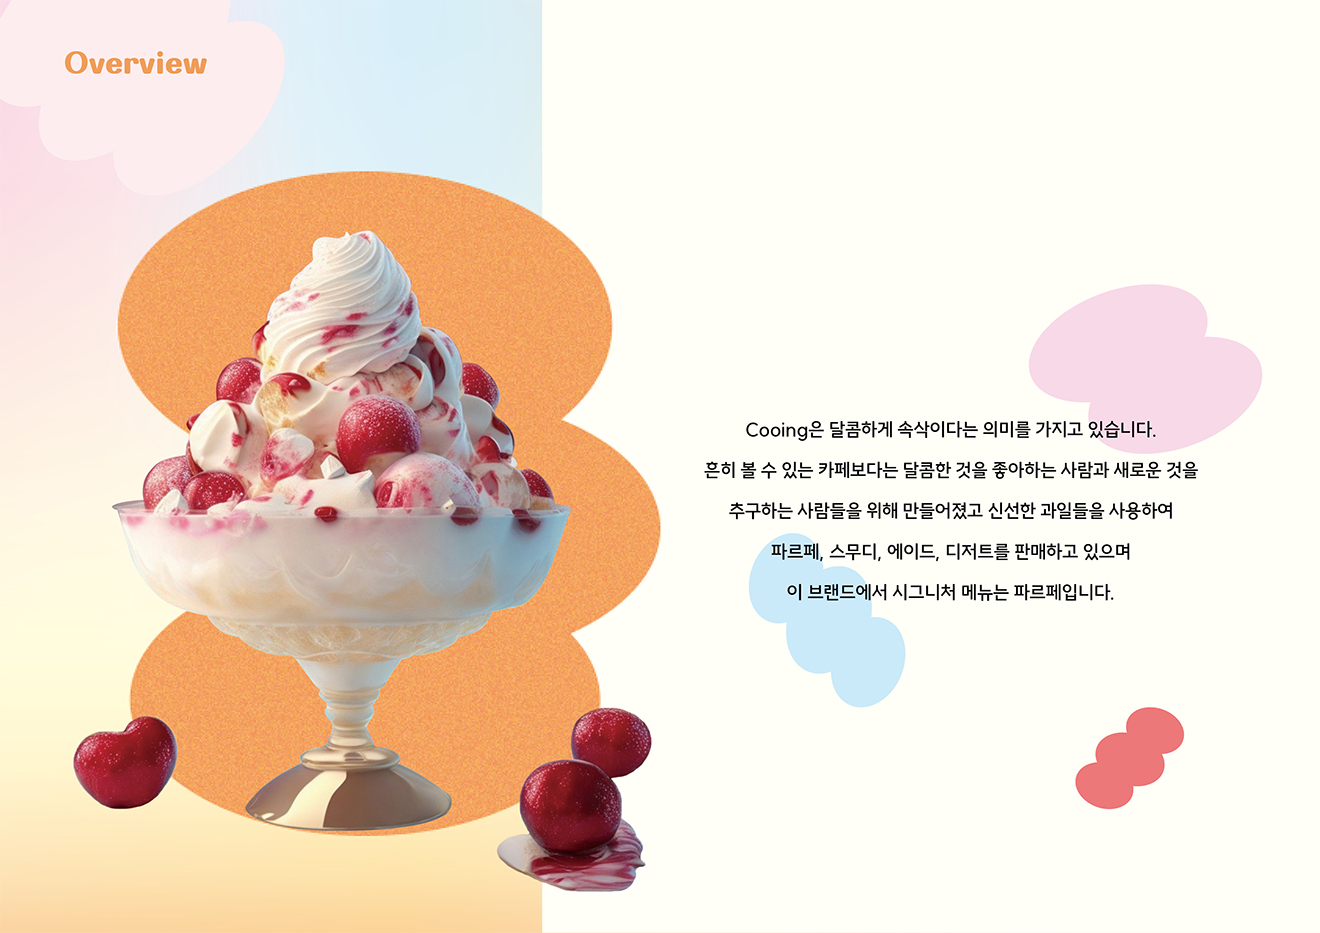 Overview
Cooing은 달콤하게 속삭이다는 의미를 가지고 있습니다.
흔히 볼 수 있는 카페보다는 달콤한 것을 좋아하는 사람과 새로운 것을
추구하는 사람들을 위해 만들어졌고 신선한 과일들을 사용하여
파르페, 스무디, 에이드, 디저트를 판매하고 있으며
이 브랜드에서 시그니처 메뉴는 파르페입니다.